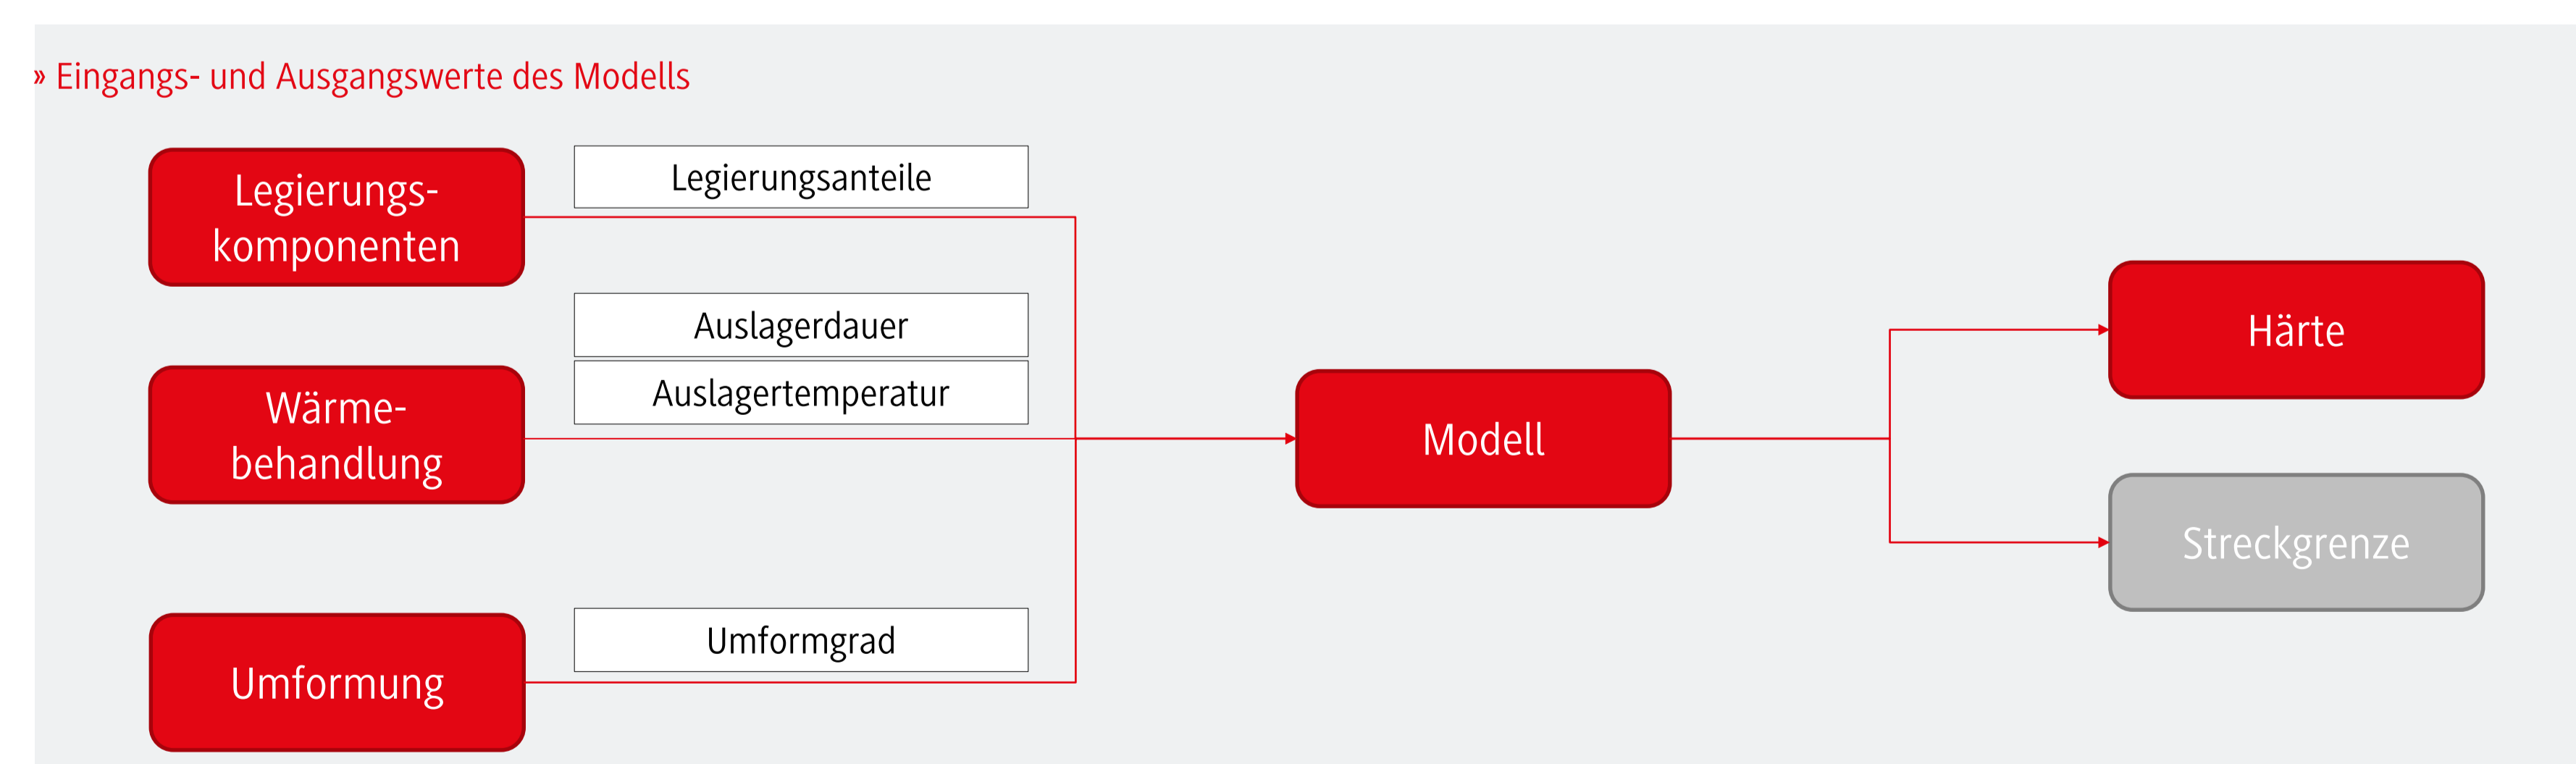 » Eingangs- und Ausgangswerte des Modells
Legierungs-
komponenten
Legierungsanteile
Auslagerdauer
Auslagertemperatur
Wärme-
behandlung
Umformgrad
Umformung
Modell
Härte
Streckgrenze